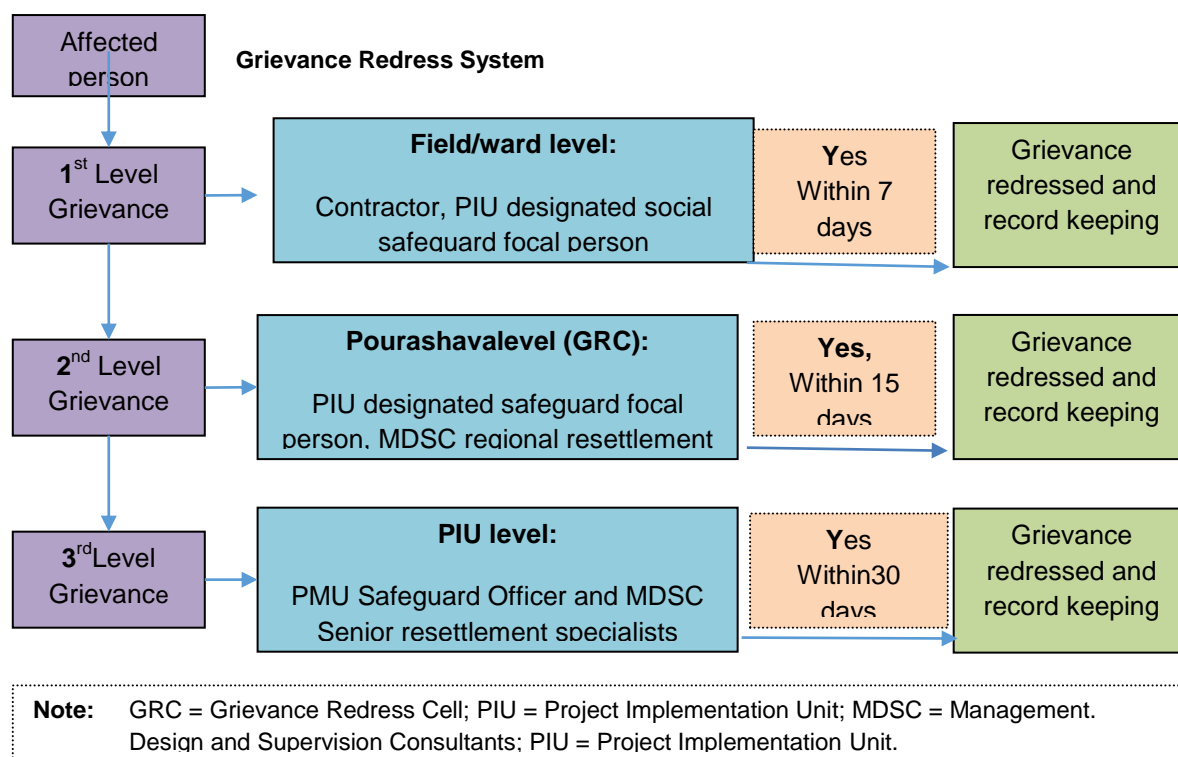 Affected
person
Grievance Redress System
1st Level
Grievance
Field/ward level:
Contractor, PIU designated social
safeguard focal person
Yes
Within 7
days
Grievance
redressed and
record keeping
2nd Level
Grievance
Pourashavalevel (GRC):
PIU designated safeguard focal
person, MDSC regional resettlement
Yes,
Within 15
days
Grievance
redressed and
record keeping
3rdLevel
Grievance
PIU level:
PMU Safeguard Officer and MDSC
Senior resettlement specialists
Yes
Within30
days
Grievance
redressed and
record keeping
Note: GRC = Grievance Redress Cell; PIU = Project Implementation Unit; MDSC = Management.
Design and Supervision Consultants; PIU = Project Implementation Unit.